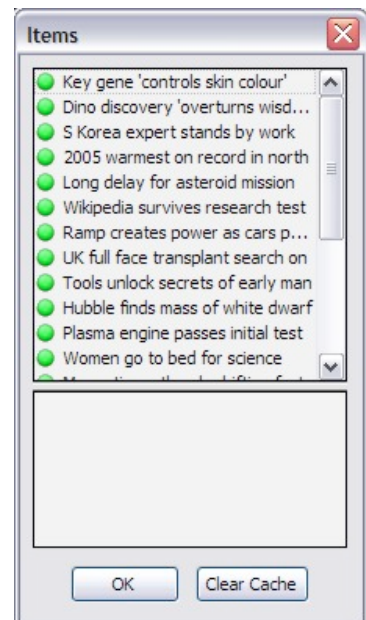 Items
Key gene 'controls skin colour'
Dino discovery 'overturns wisd...
S Korea expert stands by work
2005 warmest on record in north
Long delay for asteroid mission
Wikipedia survives research test
Ramp creates power as cars p...
UK full face transplant search on
Tools unlock secrets of early man
Hubble finds mass of white dwarf
Plasma engine passes initial test
Women go to bed for science
OK
Clear Cache